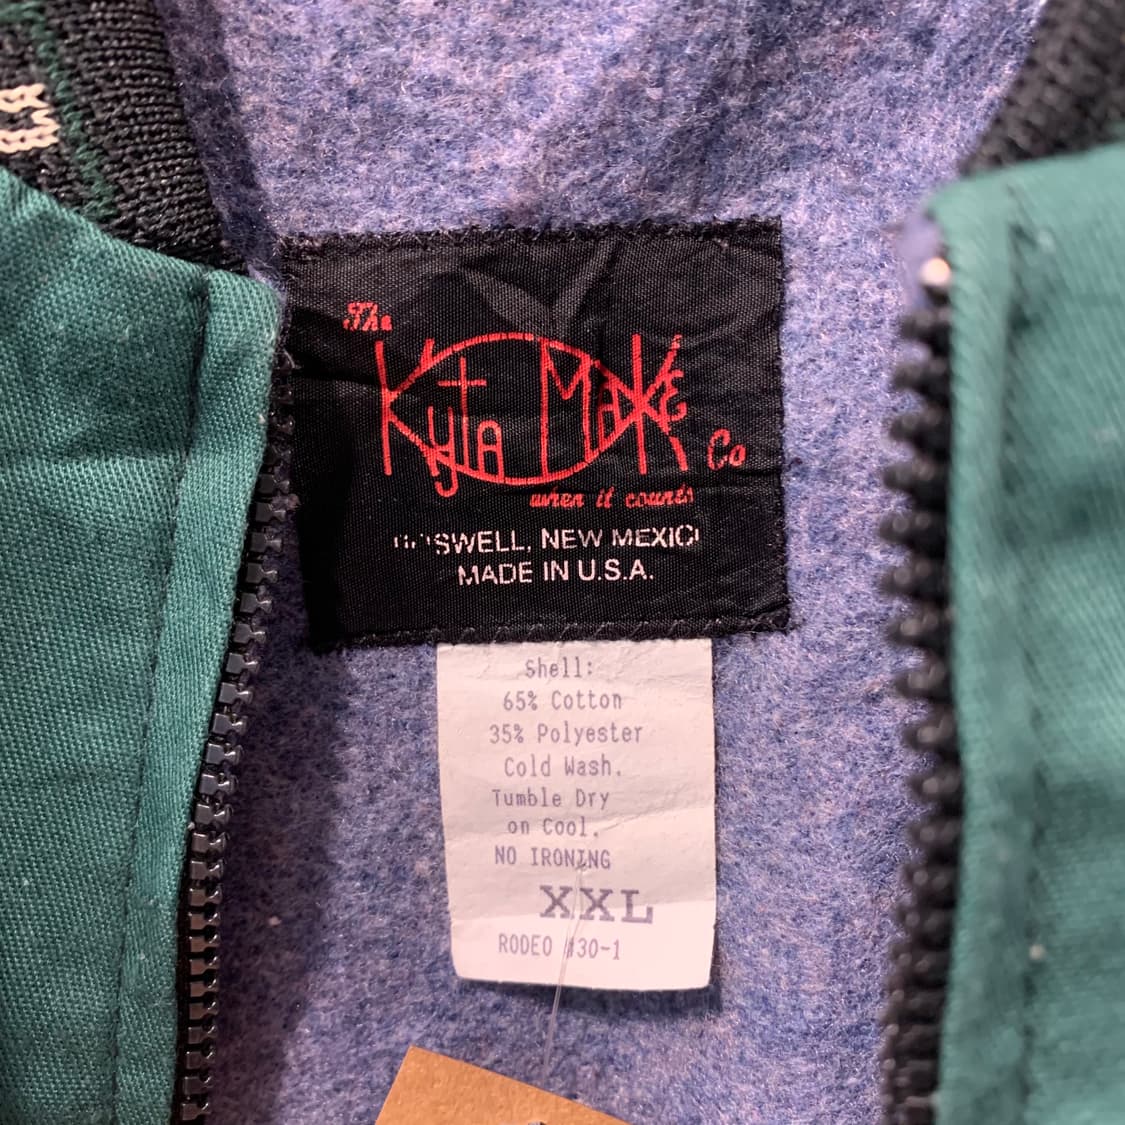 The
Kyta Make Co
when it counts
ROSWELL, NEW MEXICO
MADE IN U.S.A.
Shell:
65% Cotton
35% Polyester
Cold Wash.
Tumble Dry
on Cool.
NO IRONING
XXL
RODEO #30-1